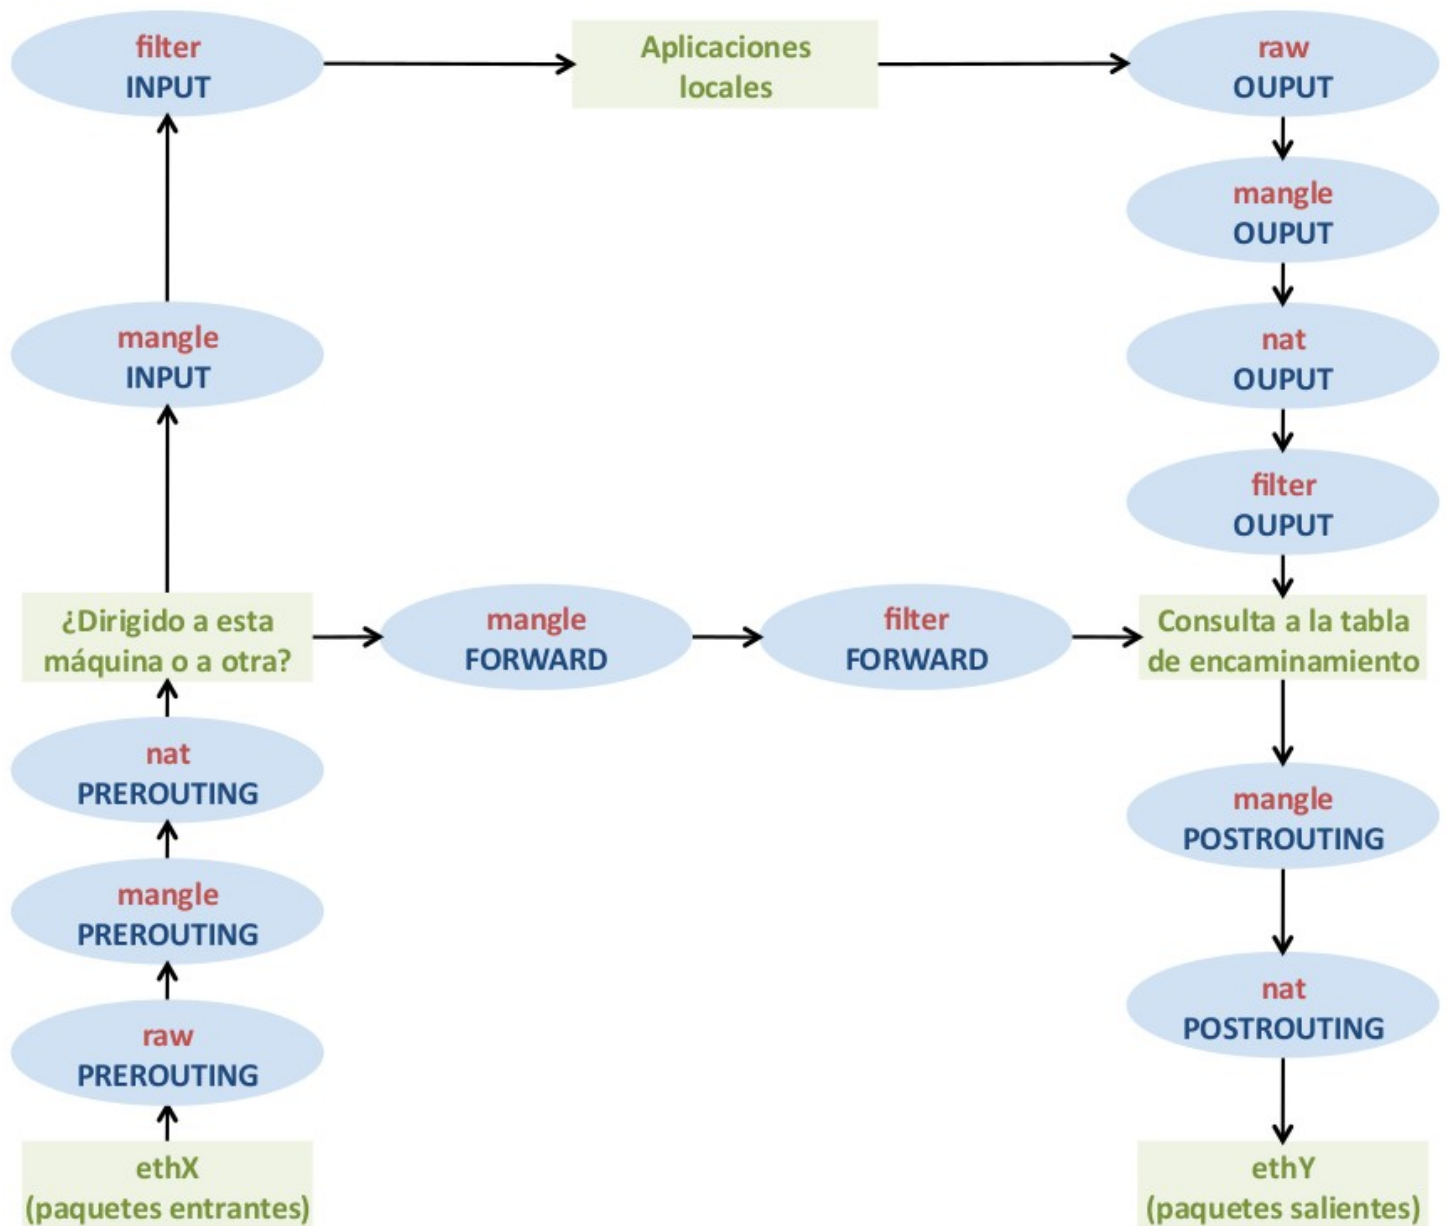 filter
INPUT
Aplicaciones
locales
raw
OUPUT
mangle
OUPUT
mangle
INPUT
nat
OUPUT
filter
OUPUT
¿Dirigido a esta
máquina o a otra?
mangle
FORWARD
filter
FORWARD
Consulta a la tabla
de encaminamiento
nat
PREROUTING
mangle
POSTROUTING
mangle
PREROUTING
nat
POSTROUTING
raw
PREROUTING
ethX
(paquetes entrantes)
ethY
(paquetes salientes)